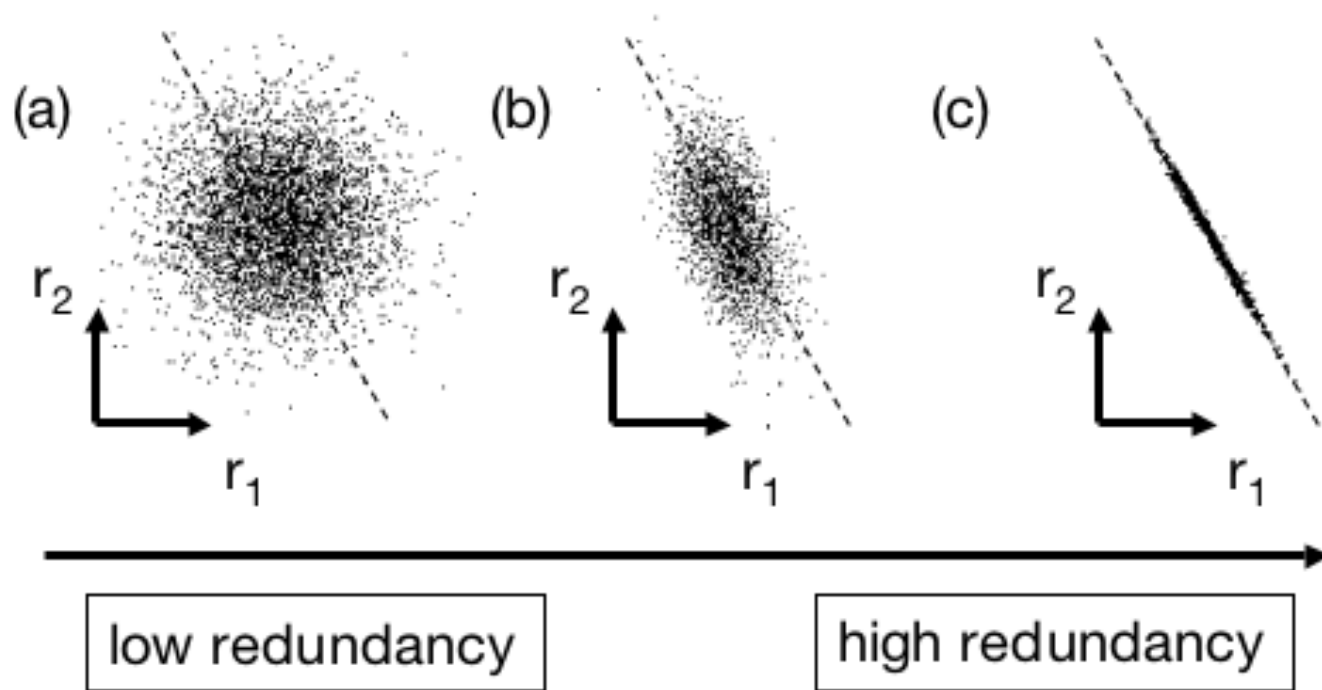 (a)
r₂
r₁
(b)
r₂
r₁
(c)
r₂
r₁
low redundancy
high redundancy